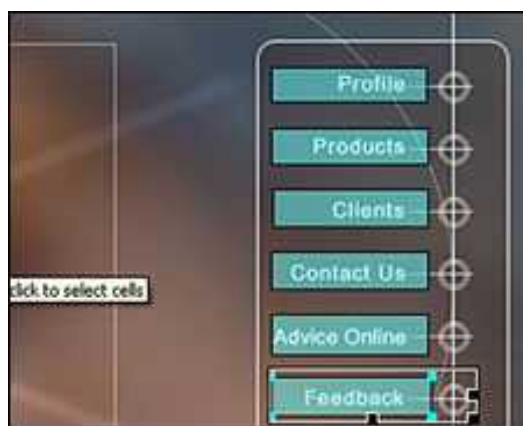 Profile
Products
Clients
click to select cells
Contact Us
Advice Online
Feedback